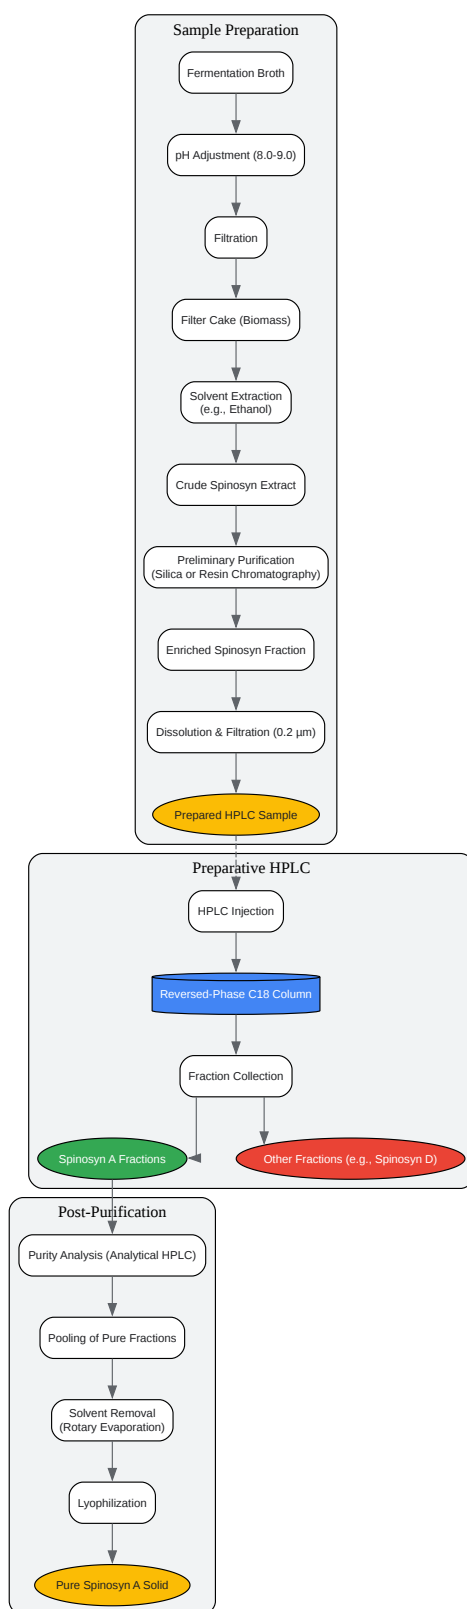 Sample Preparation
Fermentation Broth
pH Adjustment (8.0-9.0)
Filtration
Filter Cake (Biomass)
Solvent Extraction
(e.g., Ethanol)
Crude Spinosyn Extract
Preliminary Purification
(Silica or Resin Chromatography)
Enriched Spinosyn Fraction
Dissolution & Filtration (0.2 µm)
Prepared HPLC Sample
Preparative HPLC
HPLC Injection
Reversed-Phase C18 Column
Fraction Collection
Spinosyn A Fractions
Other Fractions (e.g., Spinosyn D)
Post-Purification
Purity Analysis (Analytical HPLC)
Pooling of Pure Fractions
Solvent Removal
(Rotary Evaporation)
Lyophilization
Pure Spinosyn A Solid